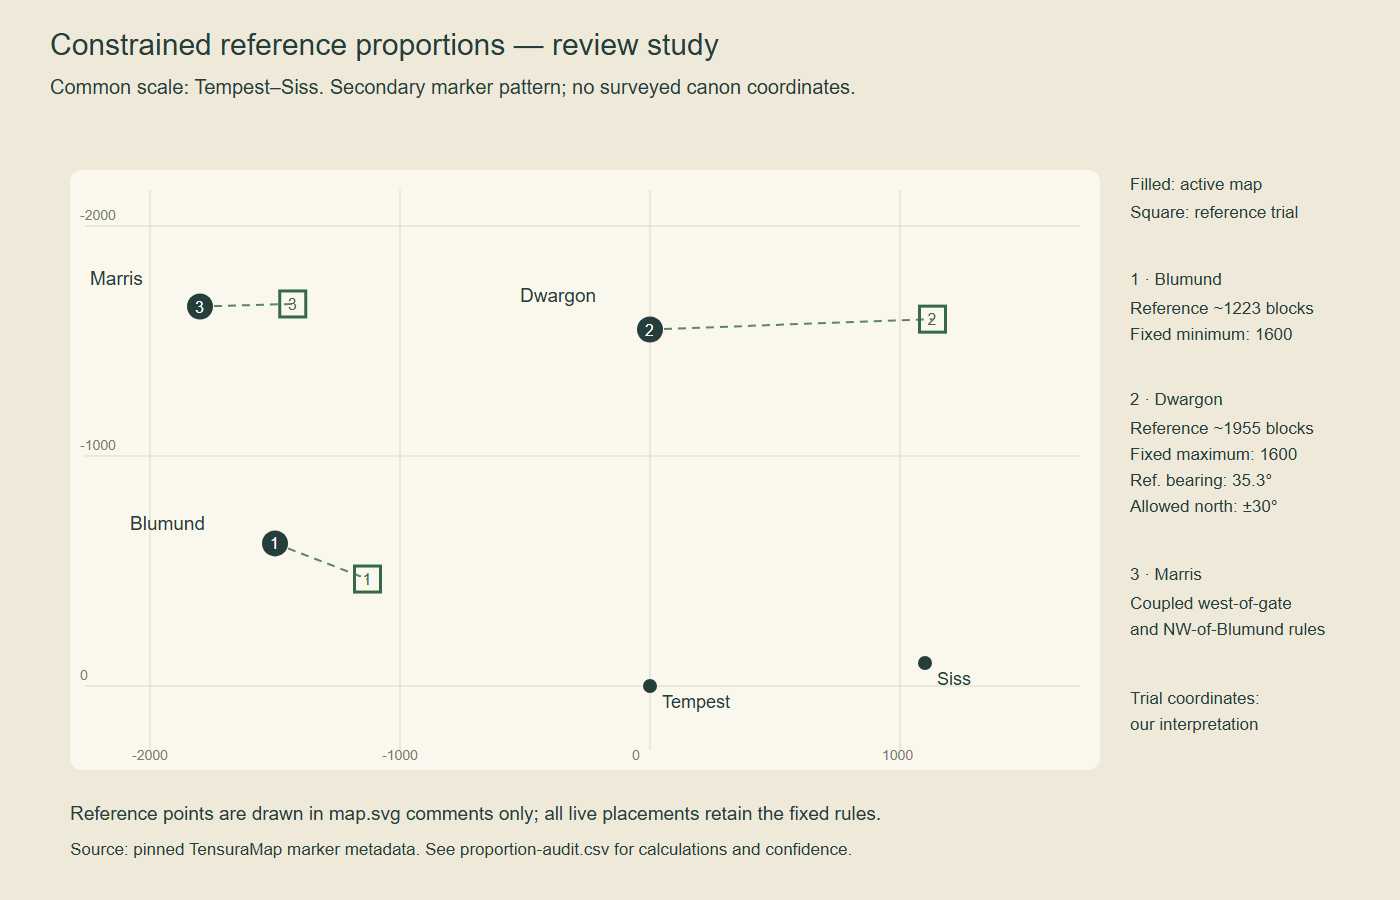 Constrained reference proportions — review study
Common scale: Tempest–Siss. Secondary marker pattern; no surveyed canon coordinates.
-2000
Marris
3
3
Dwargon
2
2
-1000
Blumund
1
1
0
Siss
Tempest
-2000
-1000
0
1000
Filled: active map
Square: reference trial
1 · Blumund
Reference ~1223 blocks
Fixed minimum: 1600
2 · Dwargon
Reference ~1955 blocks
Fixed maximum: 1600
Ref. bearing: 35.3°
Allowed north: ±30°
3 · Marris
Coupled west-of-gate
and NW-of-Blumund rules
Trial coordinates:
our interpretation
Reference points are drawn in map.svg comments only; all live placements retain the fixed rules.
Source: pinned TensuraMap marker metadata. See proportion-audit.csv for calculations and confidence.